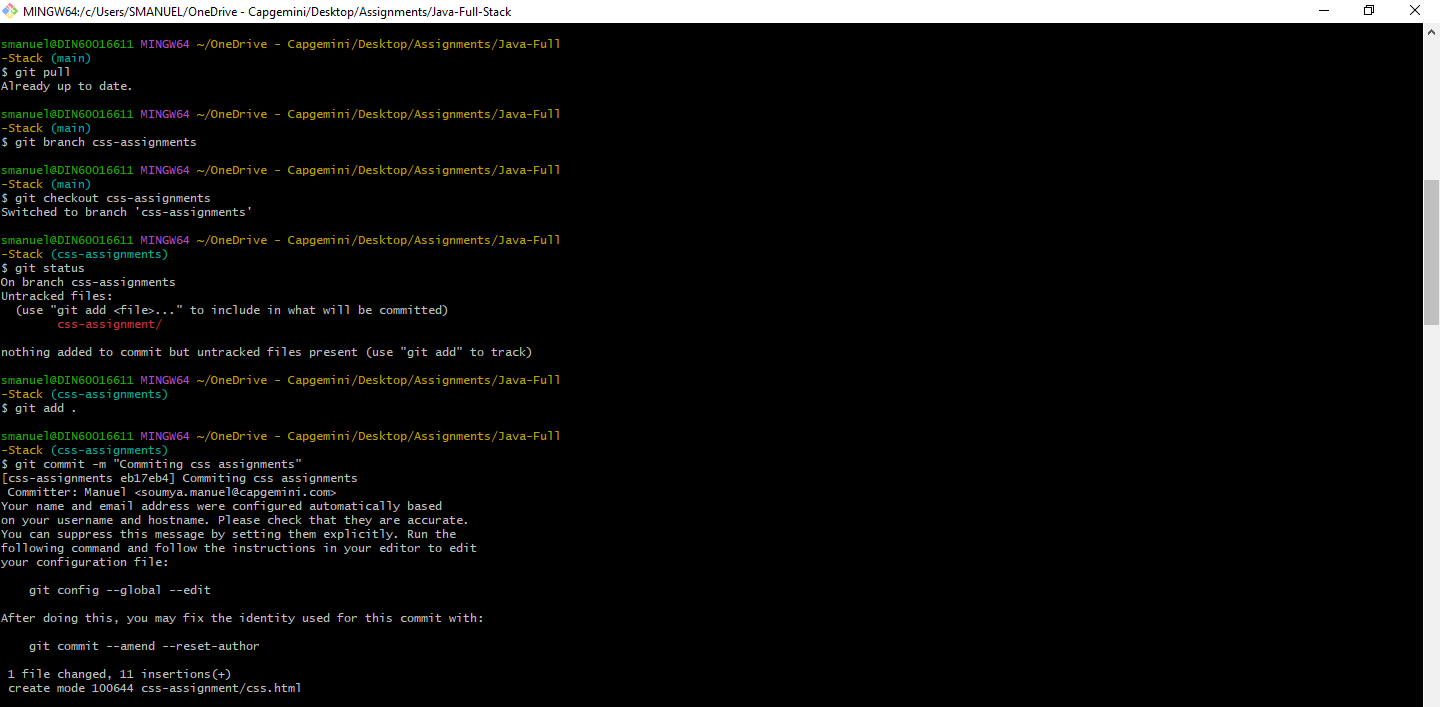 MINGW64:/c/Users/SMANUEL/OneDrive - Capgemini/Desktop/Assignments/Java-Full-Stack
smanuel@DIN60016611 MINGW64 ~/OneDrive - Capgemini/Desktop/Assignments/Java-Full
-Stack (main)
$ git pull
Already up to date.
smanuel@DIN60016611 MINGW64 ~/OneDrive - Capgemini/Desktop/Assignments/Java-Full
-Stack (main)
$ git branch css-assignments
smanuel@DIN60016611 MINGW64 ~/OneDrive - Capgemini/Desktop/Assignments/Java-Full
-Stack (main)
$ git checkout css-assignments
Switched to branch 'css-assignments'
smanuel@DIN60016611 MINGW64 ~/OneDrive - Capgemini/Desktop/Assignments/Java-Full
-Stack (css-assignments)
$ git status
On branch css-assignments
Untracked files:
  (use "git add <file>..." to include in what will be committed)
        css-assignment/
nothing added to commit but untracked files present (use "git add" to track)
smanuel@DIN60016611 MINGW64 ~/OneDrive - Capgemini/Desktop/Assignments/Java-Full
-Stack (css-assignments)
$ git add .
smanuel@DIN60016611 MINGW64 ~/OneDrive - Capgemini/Desktop/Assignments/Java-Full
-Stack (css-assignments)
$ git commit -m "Commiting css assignments"
[css-assignments eb17eb4] Commiting css assignments
 Committer: Manuel <soumya.manuel@capgemini.com>
Your name and email address were configured automatically based
on your username and hostname. Please check that they are accurate.
You can suppress this message by setting them explicitly. Run the
following command and follow the instructions in your editor to edit
your configuration file:
    git config --global --edit
After doing this, you may fix the identity used for this commit with:
    git commit --amend --reset-author
 1 file changed, 11 insertions(+)
 create mode 100644 css-assignment/css.html